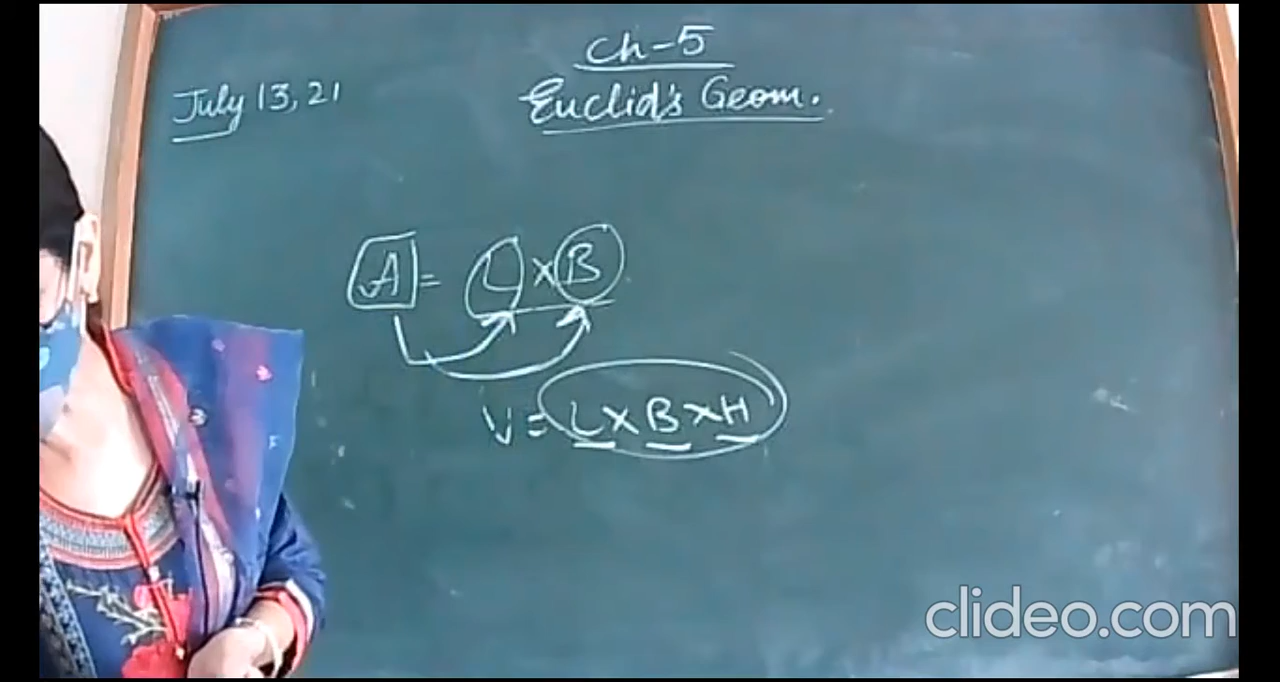 Ch-5
July 13, 21
Euclid's Geom.
A = L × B
V = L × B × H
clideo.com